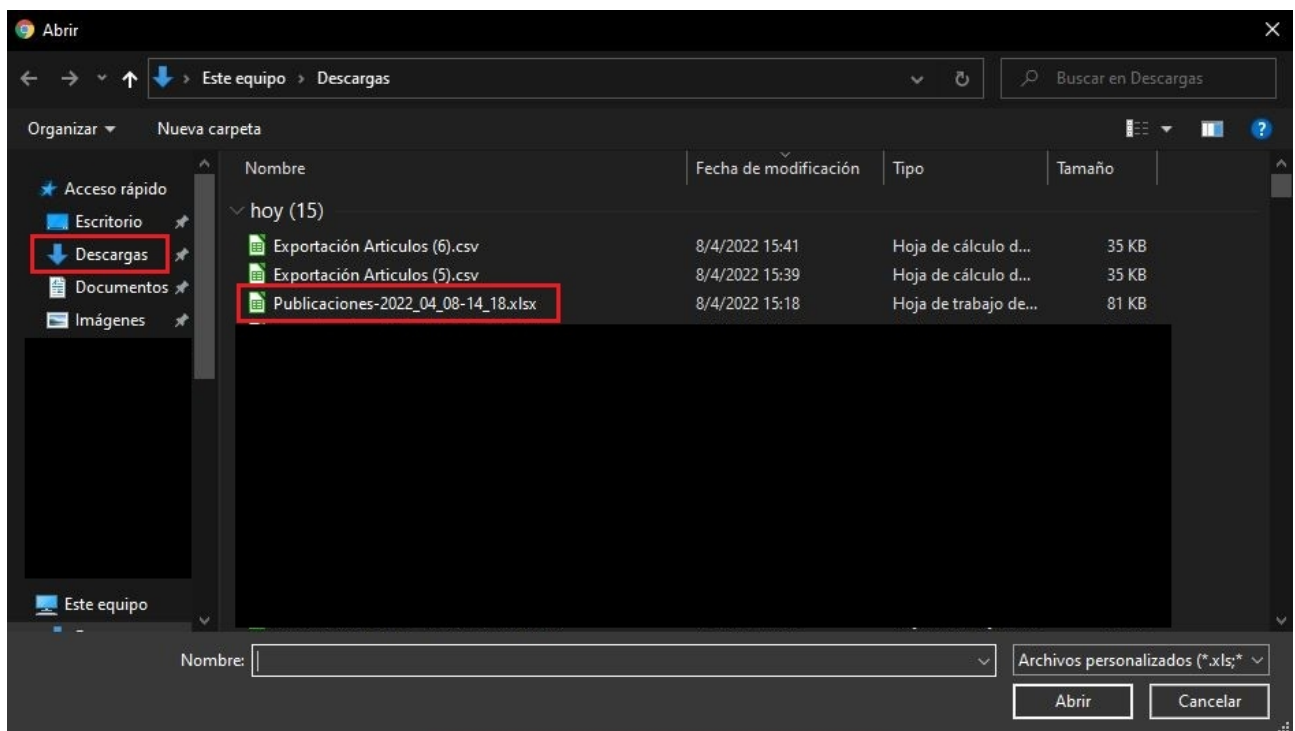 Abrir
Este equipo > Descargas
Buscar en Descargas
Organizar
Nueva carpeta
Nombre Fecha de modificación Tipo Tamaño
Acceso rápido
Escritorio
Descargas
Documentos
Imágenes
Este equipo
hoy (15)
Exportación Articulos (6).csv 8/4/2022 15:41 Hoja de cálculo d... 35 KB
Exportación Articulos (5).csv 8/4/2022 15:39 Hoja de cálculo d... 35 KB
Publicaciones-2022_04_08-14_18.xlsx 8/4/2022 15:18 Hoja de trabajo de... 81 KB
Nombre:
Archivos personalizados (*.xls;*
Abrir
Cancelar